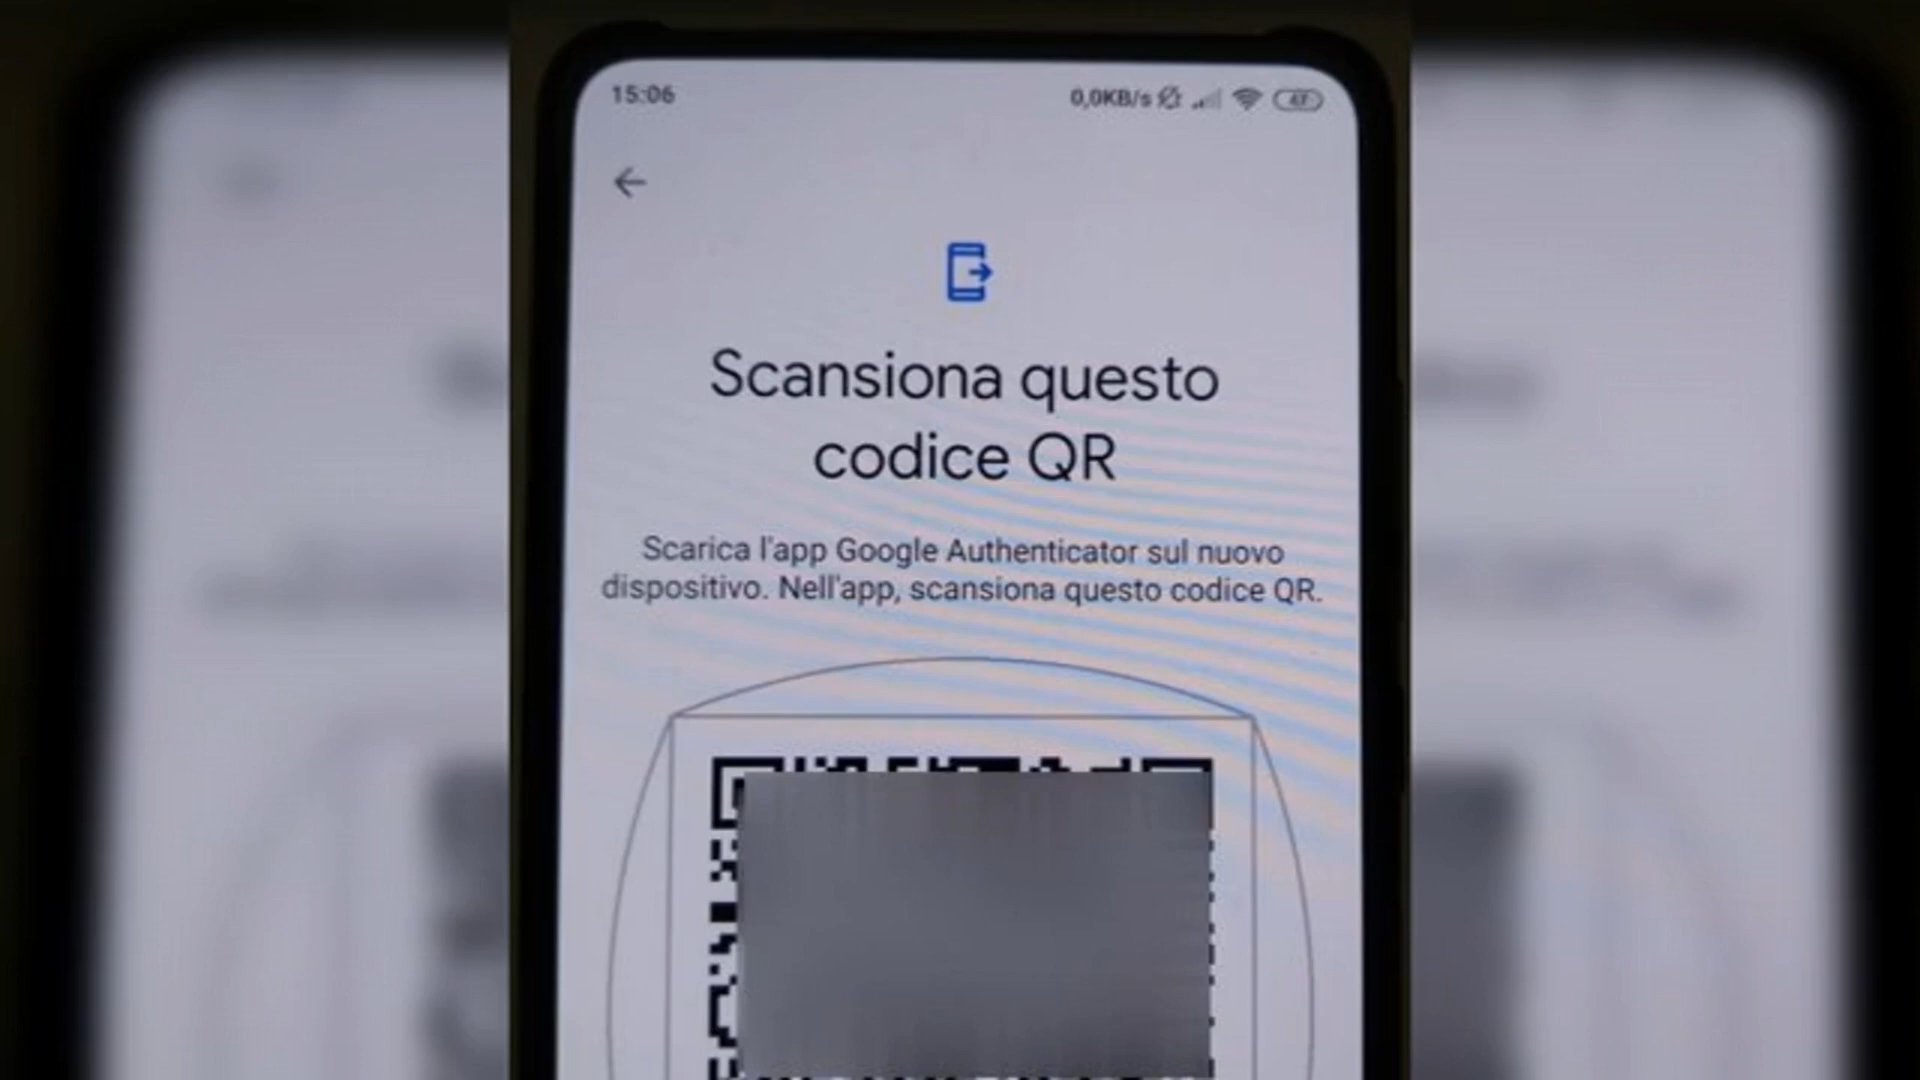 15:06
0,0KB/s
Scansiona questo
codice QR
Scarica l'app Google Authenticator sul nuovo
dispositivo. Nell'app, scansiona questo codice QR.